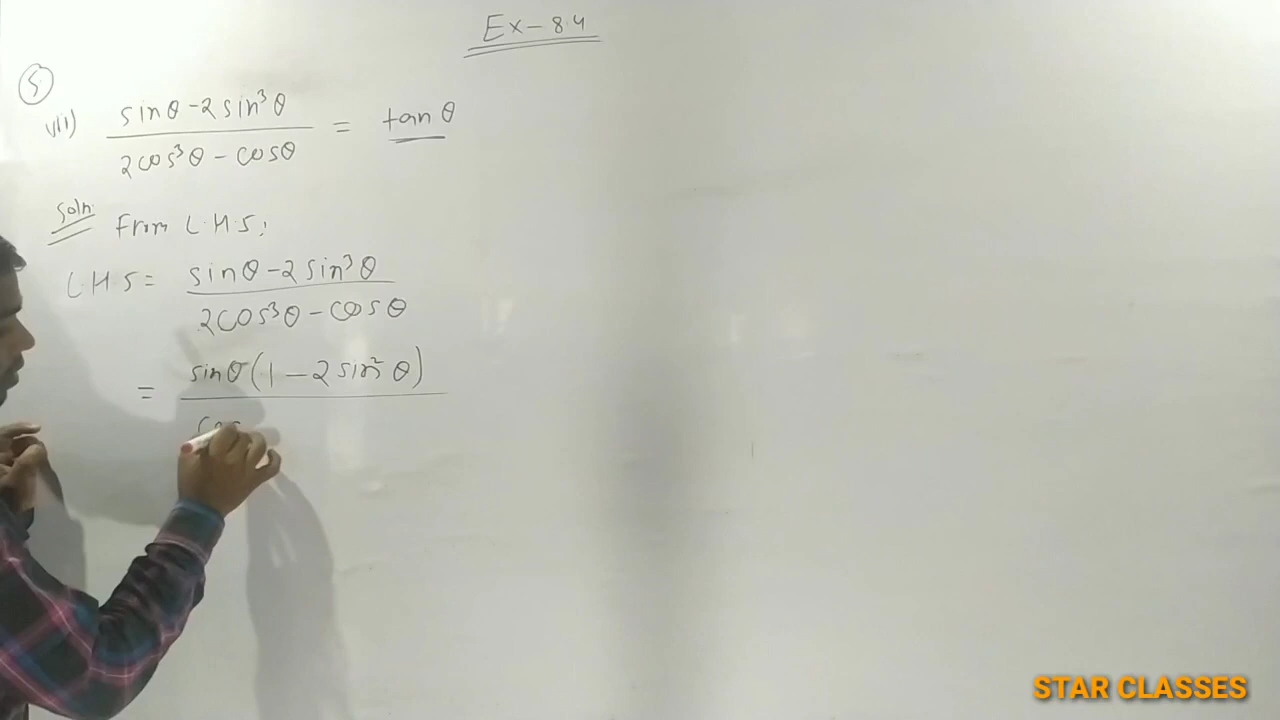 Ex-8.4
5
viii) sinθ-2sin³θ
2cos³θ-cosθ = tanθ
Soln
From L.H.S:
L.H.S= sinθ-2sin³θ
2cos³θ-cosθ
= sinθ(1-2sin²θ)
cos
STAR CLASSES